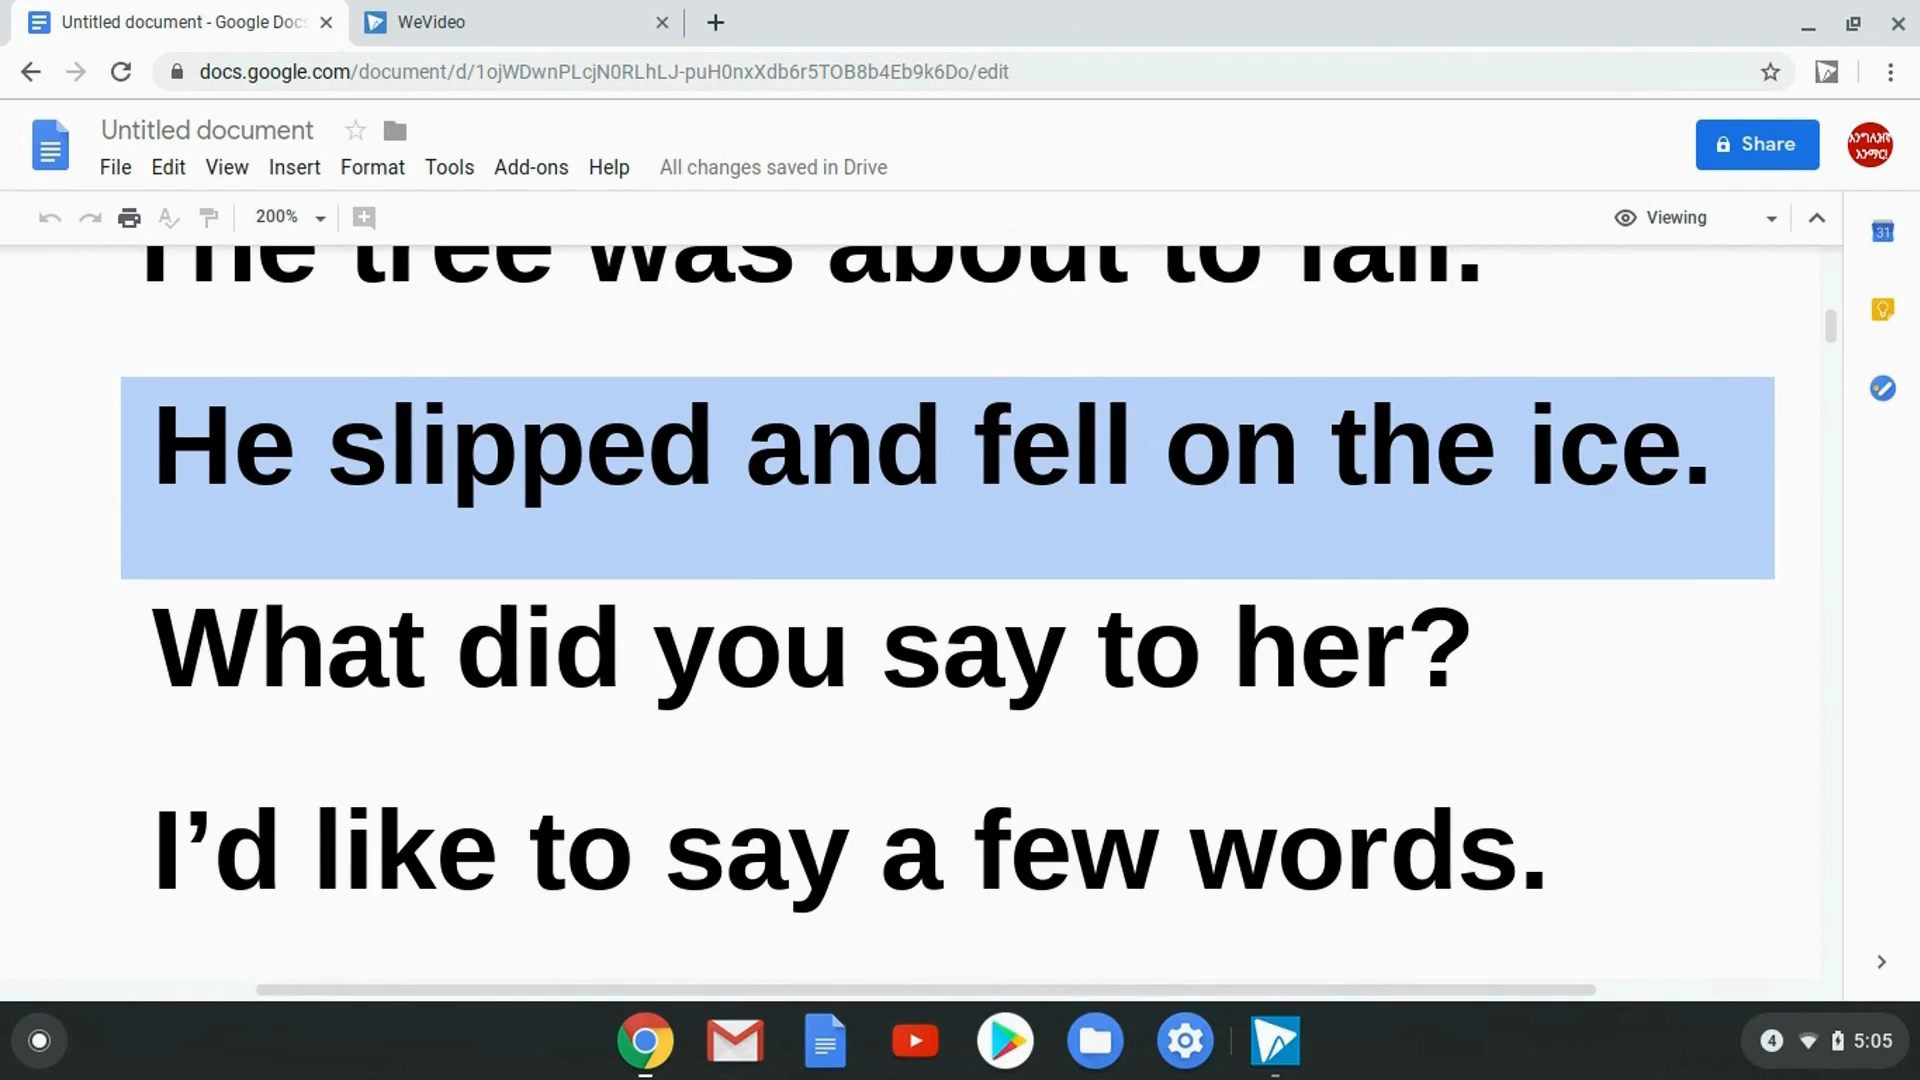 Untitled document - Google Docs
WeVideo
docs.google.com/document/d/1ojWDwnPLcjN0RLhLJ-puH0nxXdb6r5TOB8b4Eb9k6Do/edit
Untitled document
File Edit View Insert Format Tools Add-ons Help All changes saved in Drive
Share
እንግሊዝኛ
እንማር!
200%
Viewing
31
The tree was about to fall.
He slipped and fell on the ice.
What did you say to her?
I’d like to say a few words.
4 5:05